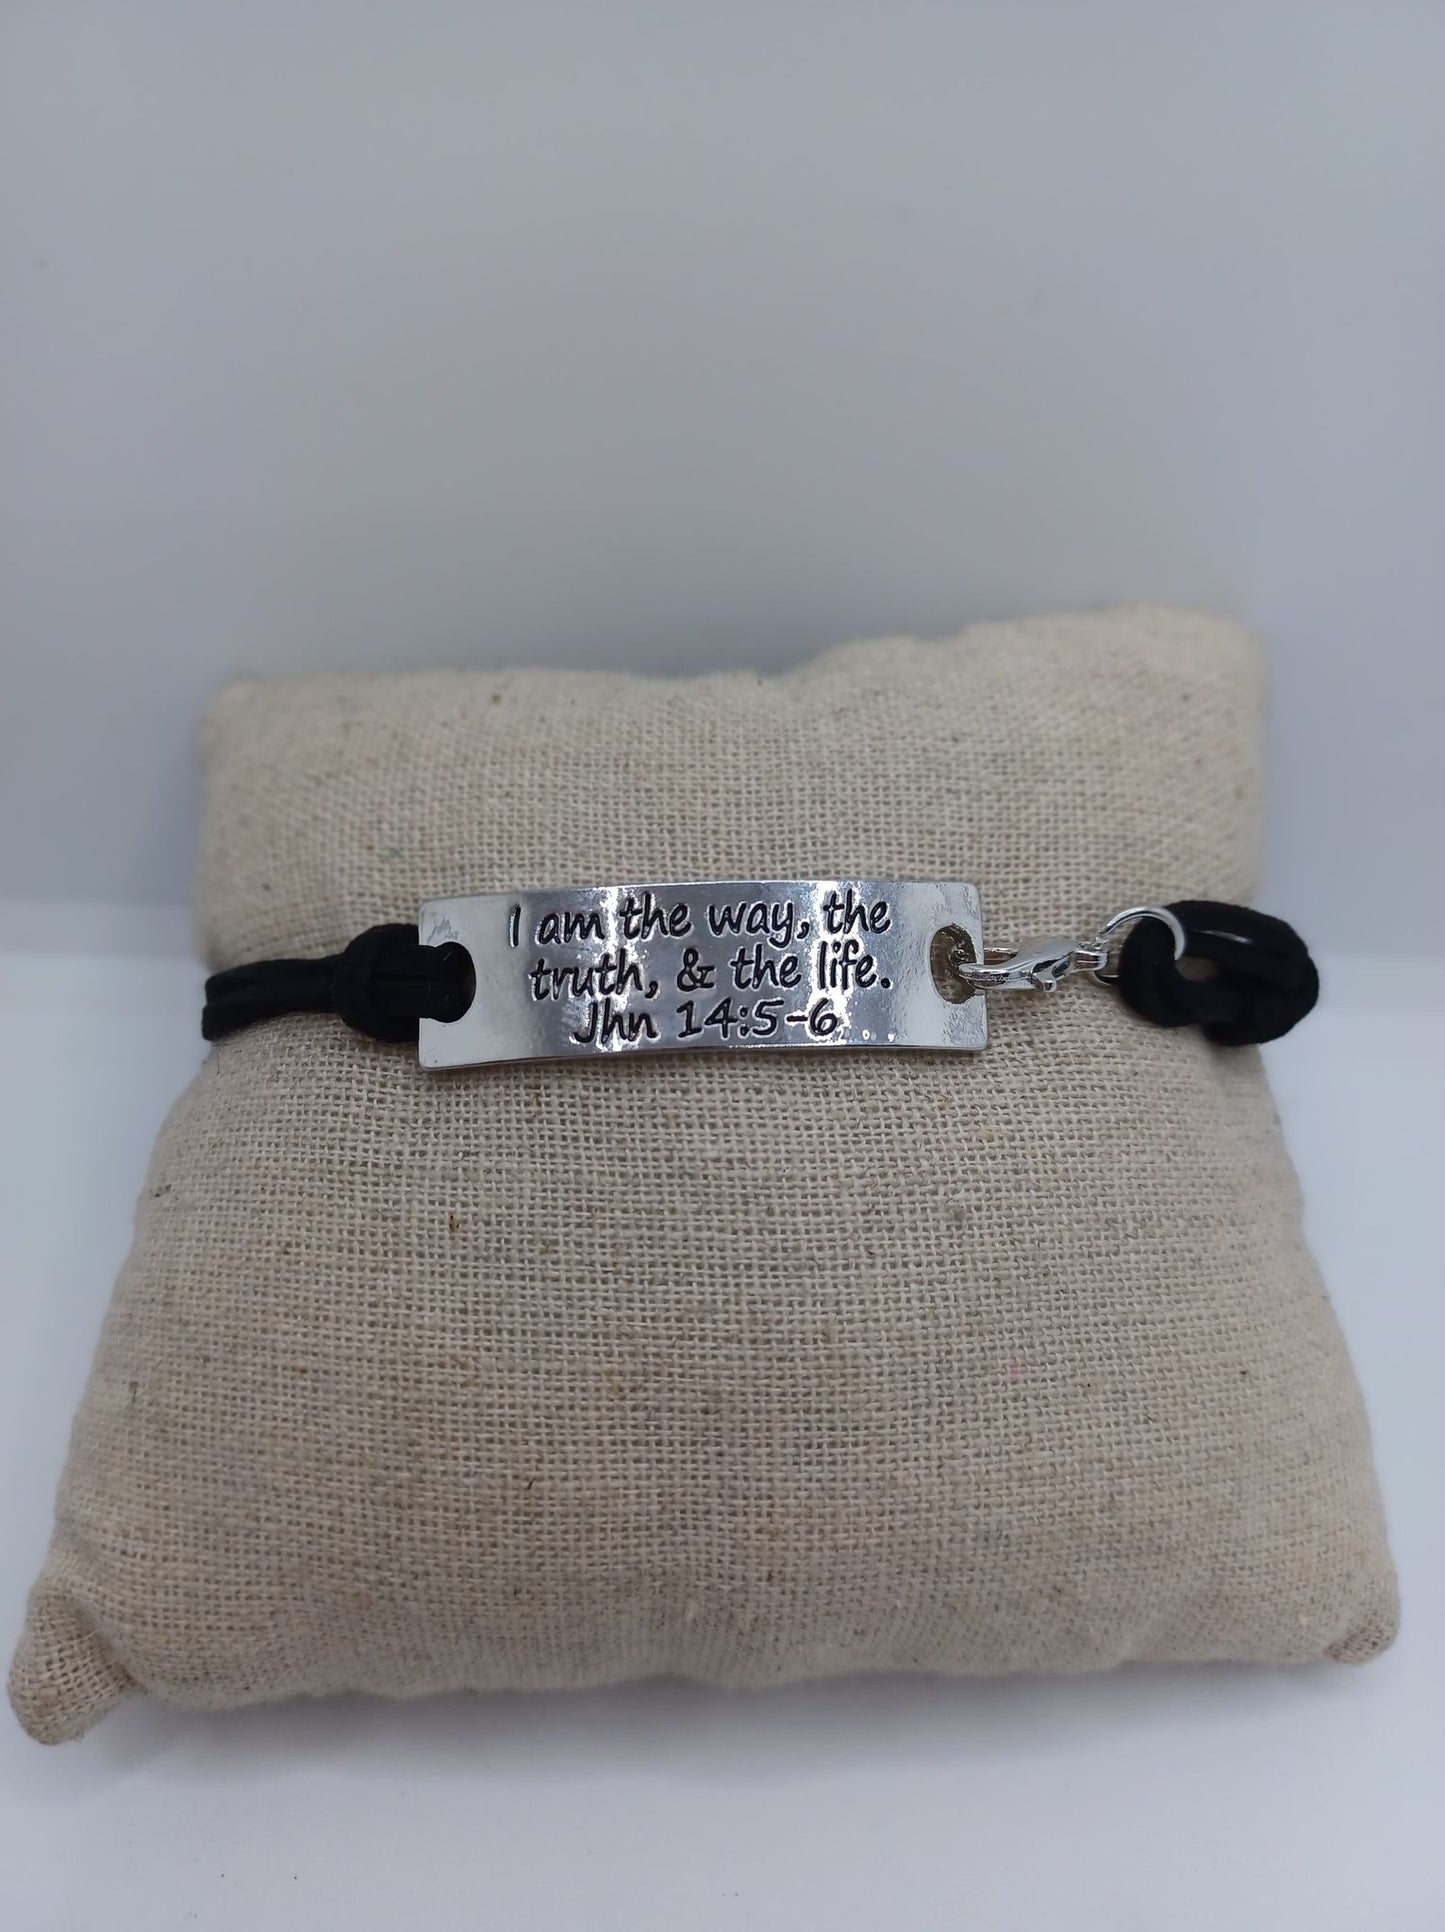 I am the way, the
truth, & the life.
Jhn 14:5-6